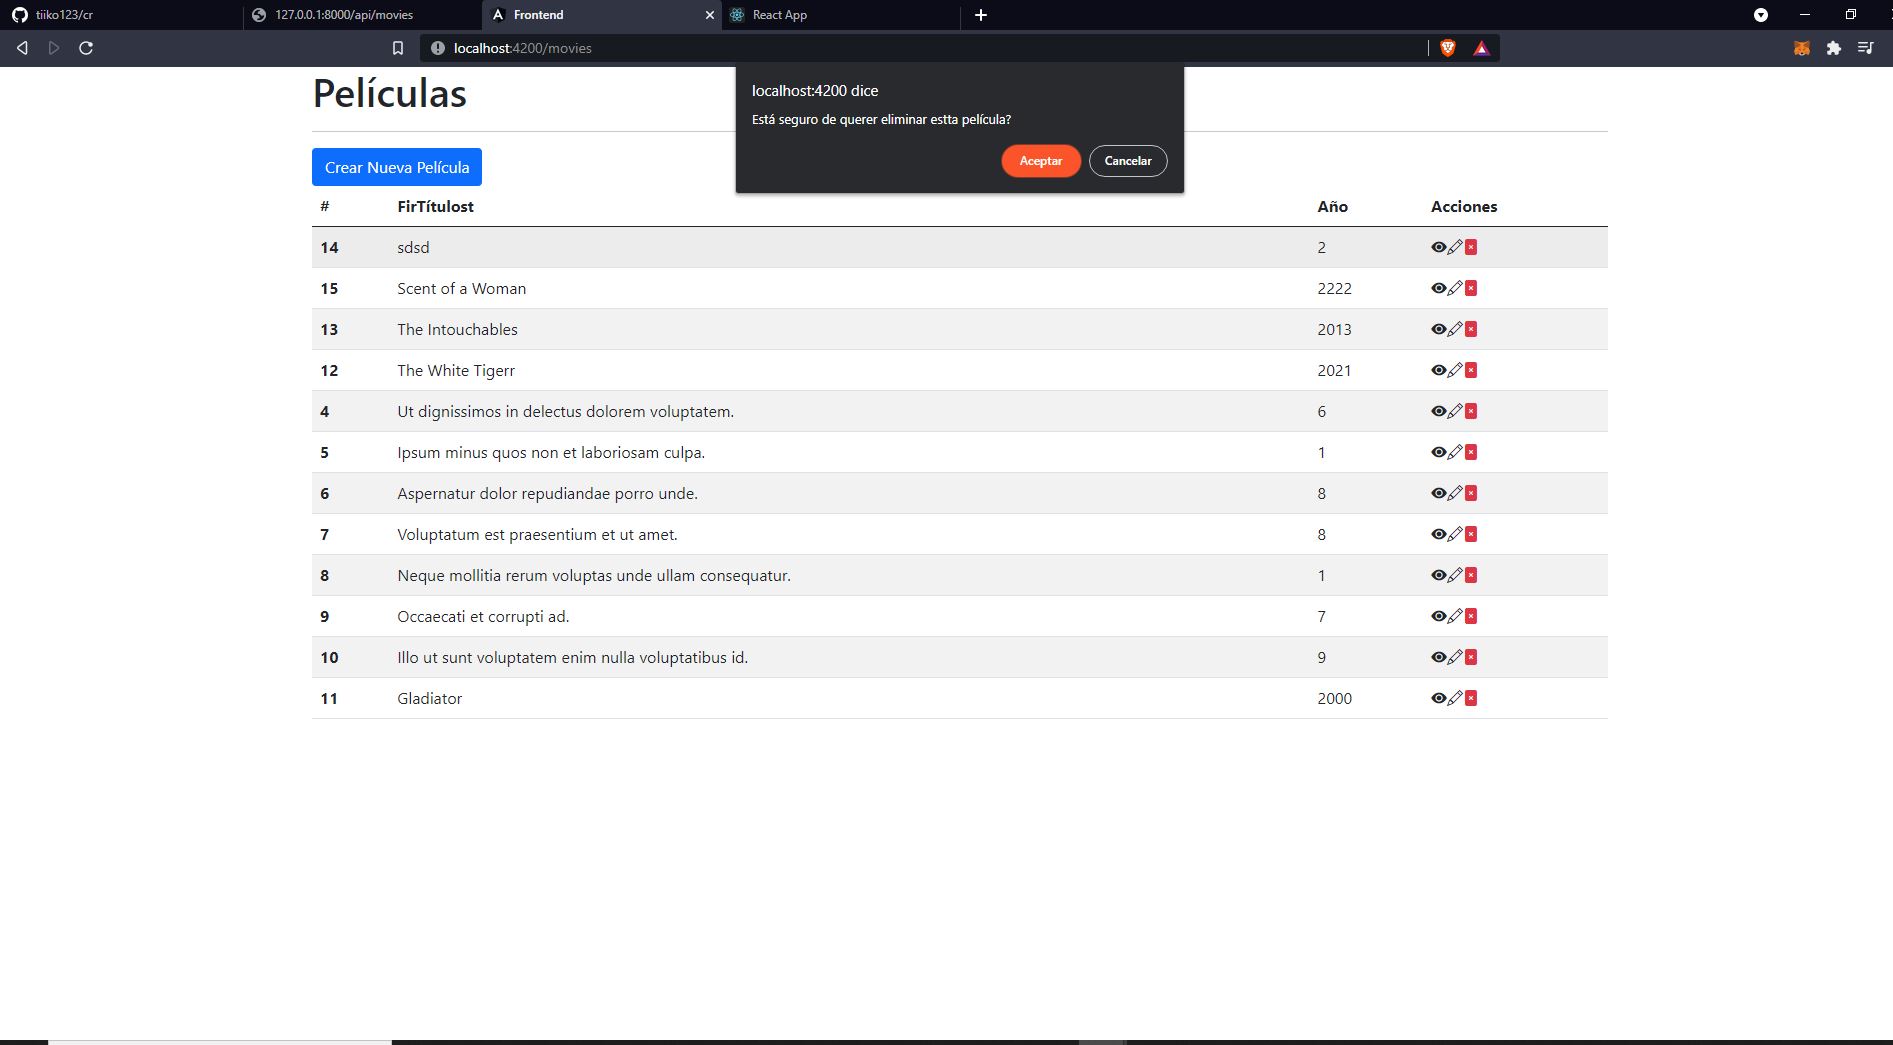 tiiko123/cr
127.0.0.1:8000/api/movies
Frontend
React App
localhost:4200/movies
Películas
localhost:4200 dice
Está seguro de querer eliminar estta película?
Aceptar Cancelar
Crear Nueva Película
# FirTítulost Año Acciones
14 sdsd 2
15 Scent of a Woman 2222
13 The Intouchables 2013
12 The White Tigerr 2021
4 Ut dignissimos in delectus dolorem voluptatem. 6
5 Ipsum minus quos non et laboriosam culpa. 1
6 Aspernatur dolor repudiandae porro unde. 8
7 Voluptatum est praesentium et ut amet. 8
8 Neque mollitia rerum voluptas unde ullam consequatur. 1
9 Occaecati et corrupti ad. 7
10 Illo ut sunt voluptatem enim nulla voluptatibus id. 9
11 Gladiator 2000